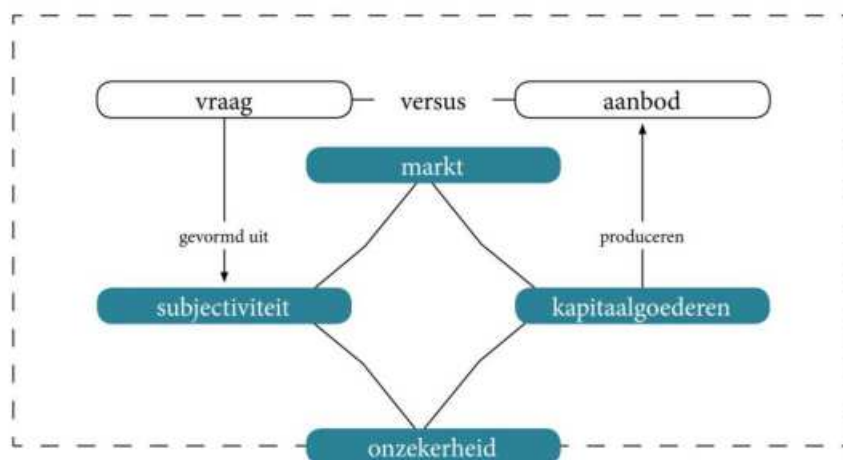 vraag versus aanbod
markt
gevormd uit produceren
subjectiviteit kapitaalgoederen
onzekerheid